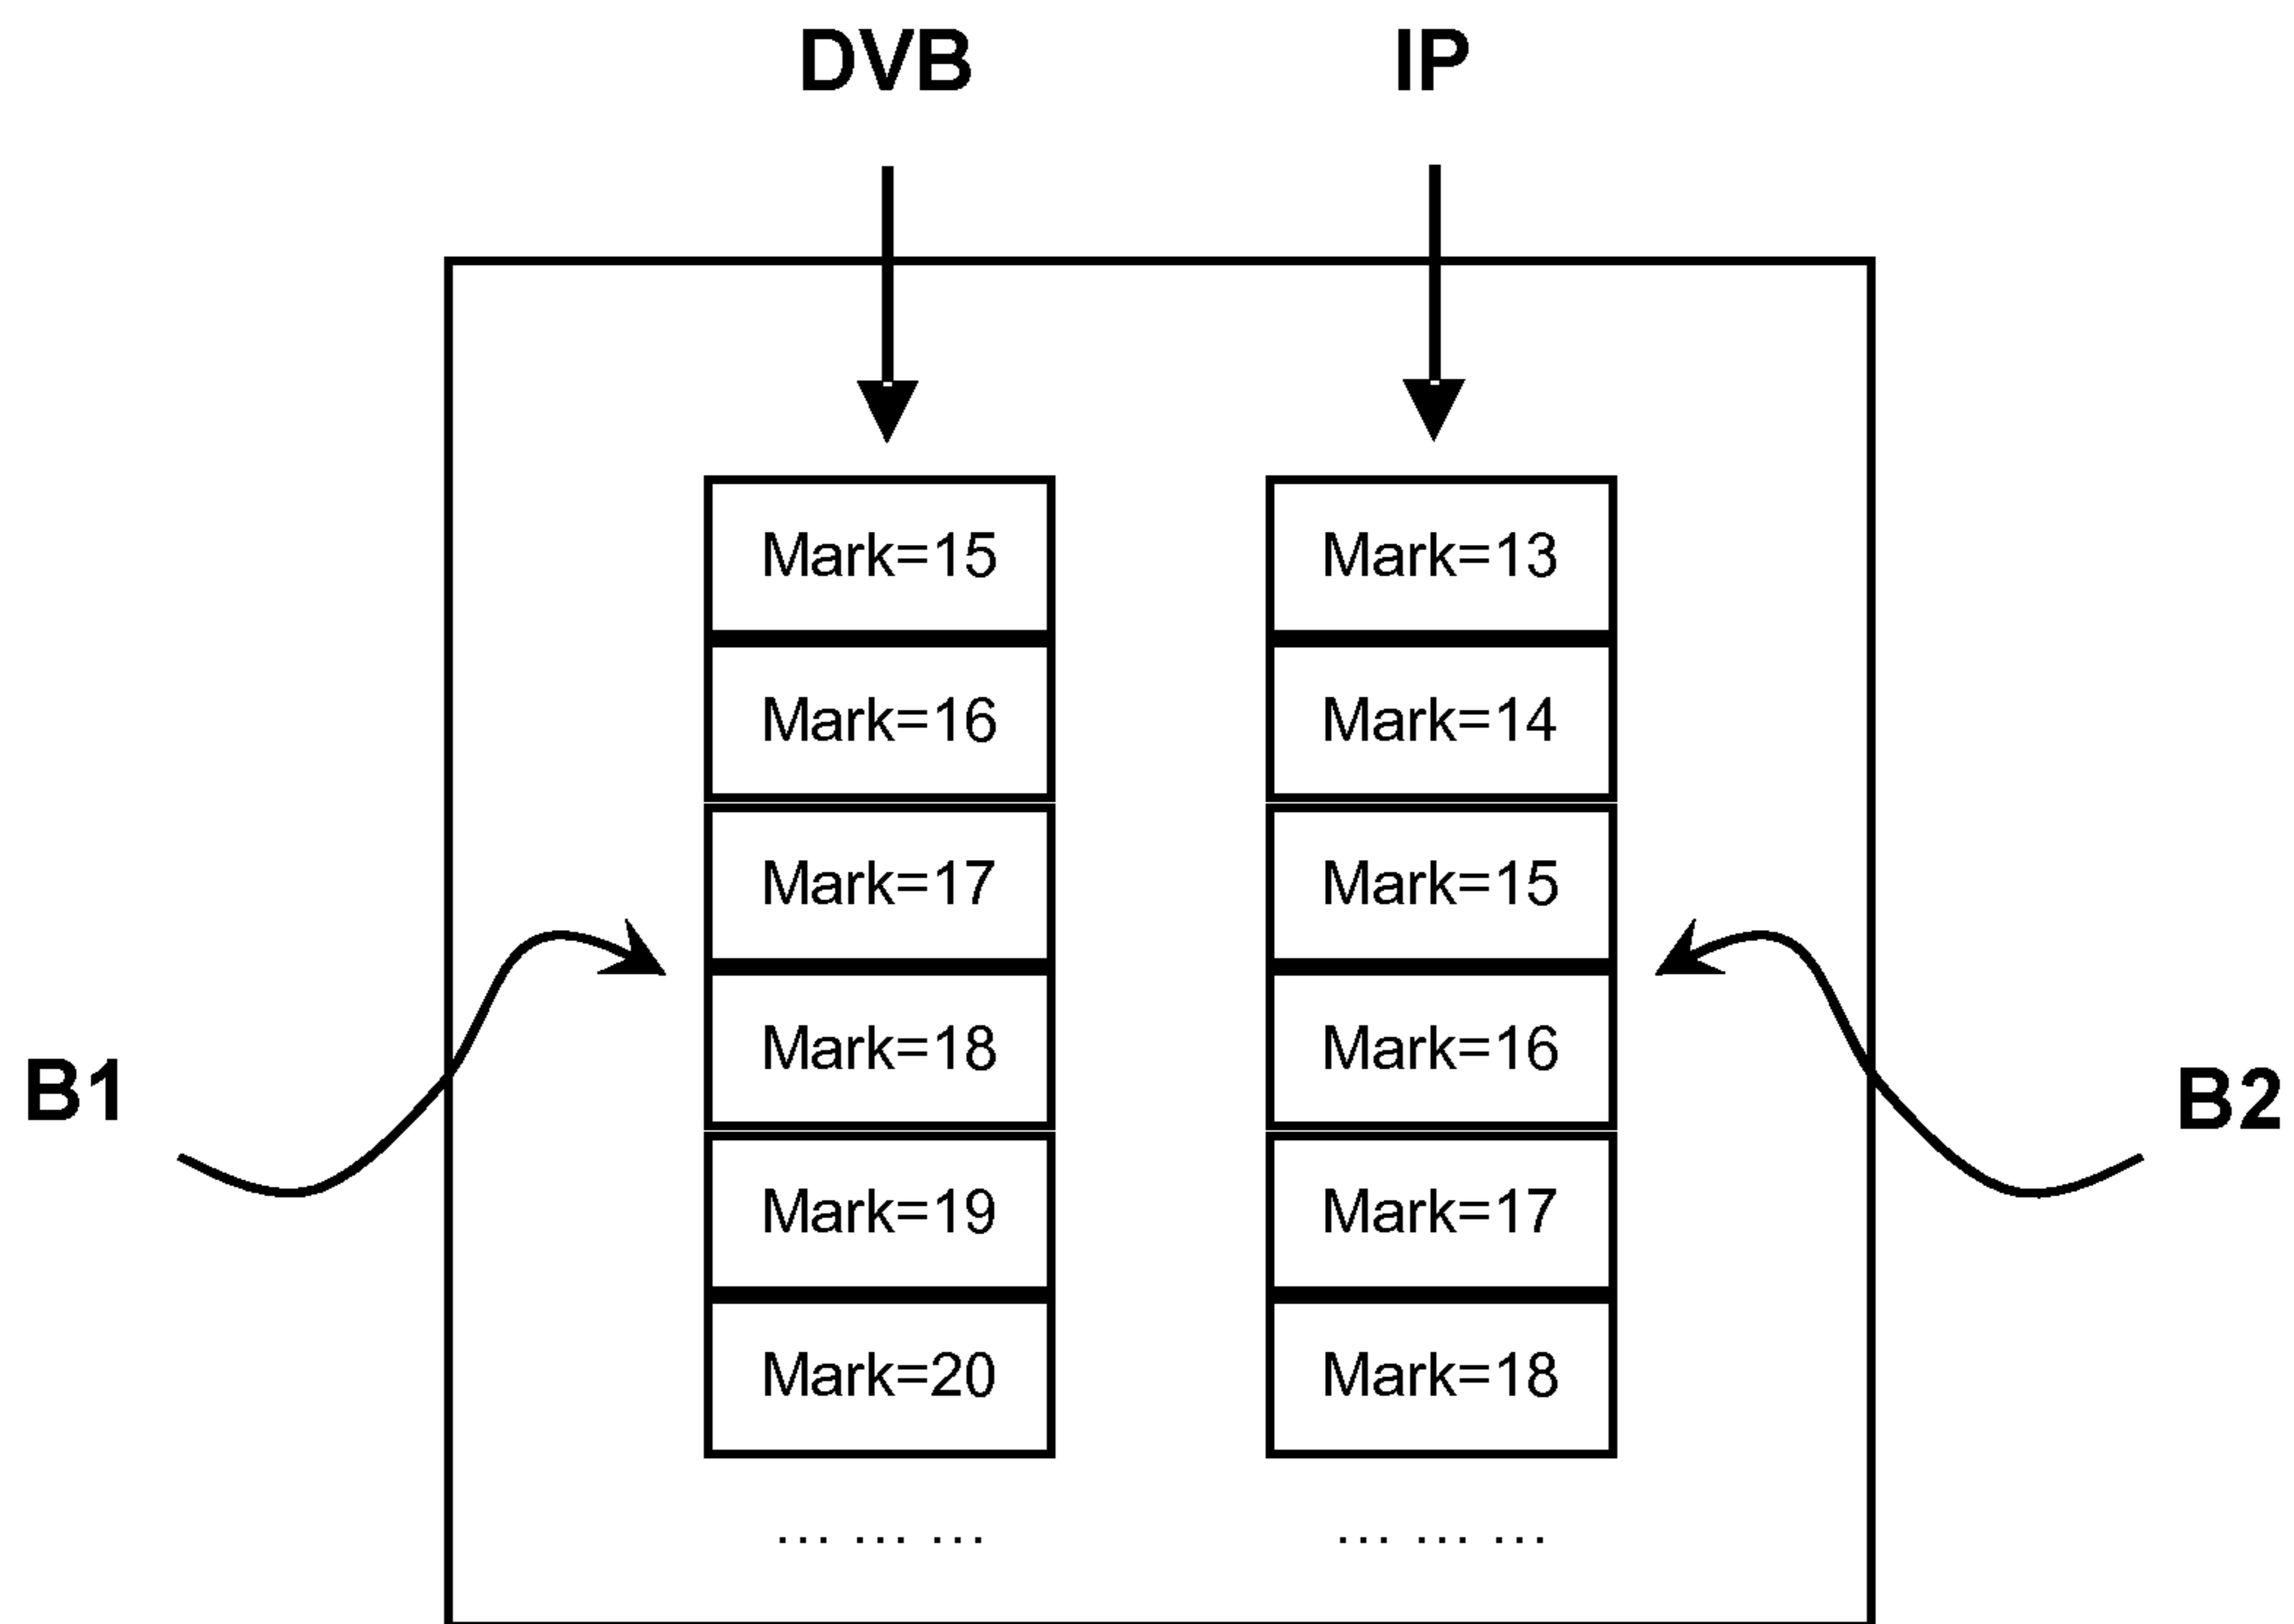 DVB IP
Mark=15 Mark=13
Mark=16 Mark=14
Mark=17 Mark=15
Mark=18 Mark=16
B1 B2
Mark=19 Mark=17
Mark=20 Mark=18
... ... ... ... ... ...